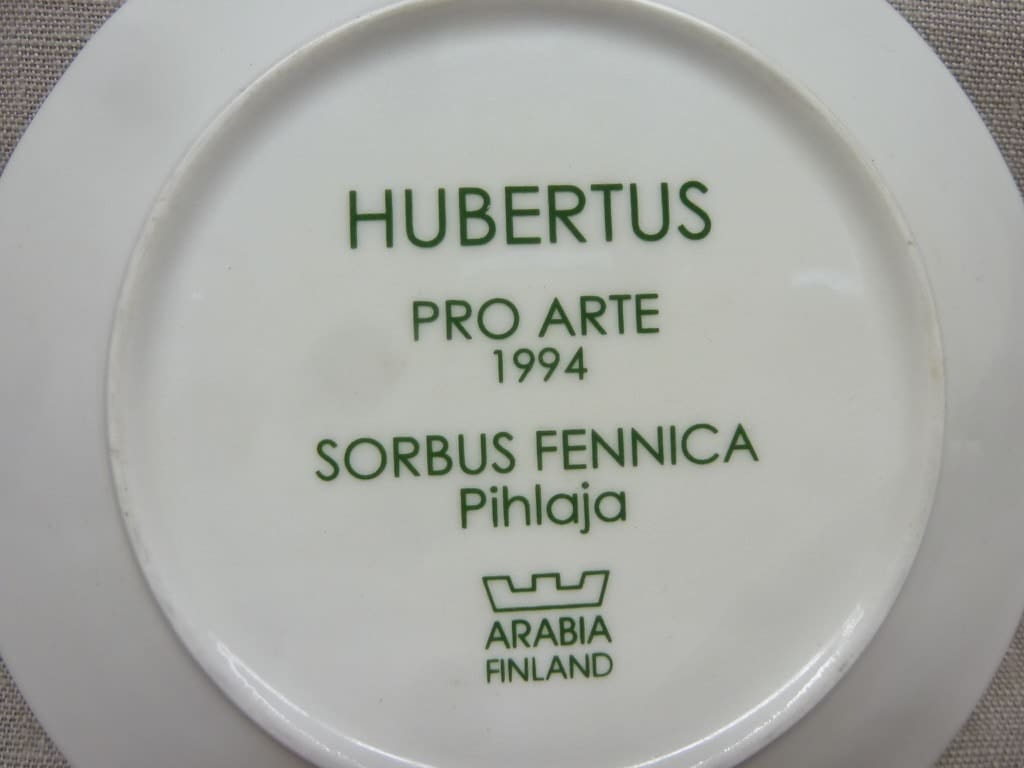 HUBERTUS
PRO ARTE
1994
SORBUS FENNICA
Pihlaja
ARABIA
FINLAND